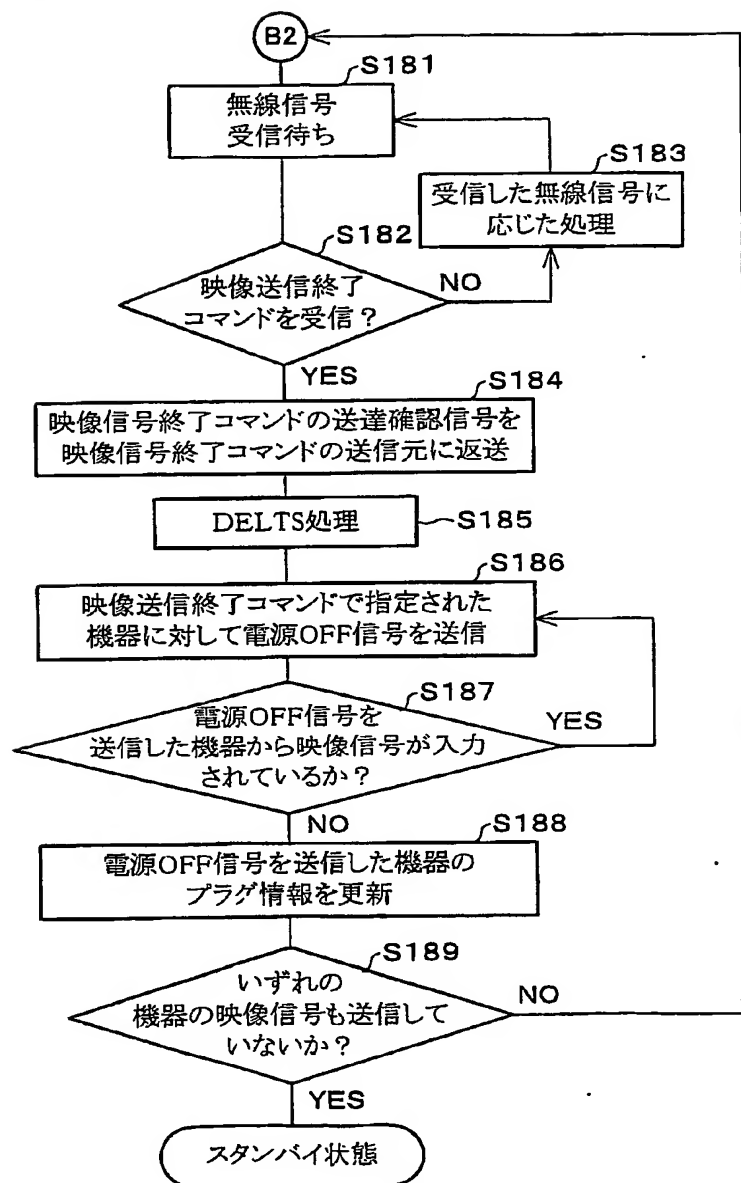 B2
S181
無線信号
受信待ち
S183
受信した無線信号に
応じた処理
S182
映像送信終了
コマンドを受信？
NO
YES
S184
映像信号終了コマンドの送達確認信号を
映像信号終了コマンドの送信元に返送
DELTS処理
S185
S186
映像送信終了コマンドで指定された
機器に対して電源OFF信号を送信
S187
電源OFF信号を
送信した機器から映像信号が入力
されているか？
YES
NO
S188
電源OFF信号を送信した機器の
プラグ情報を更新
S189
いずれの
機器の映像信号も送信して
いないか？
NO
YES
スタンバイ状態